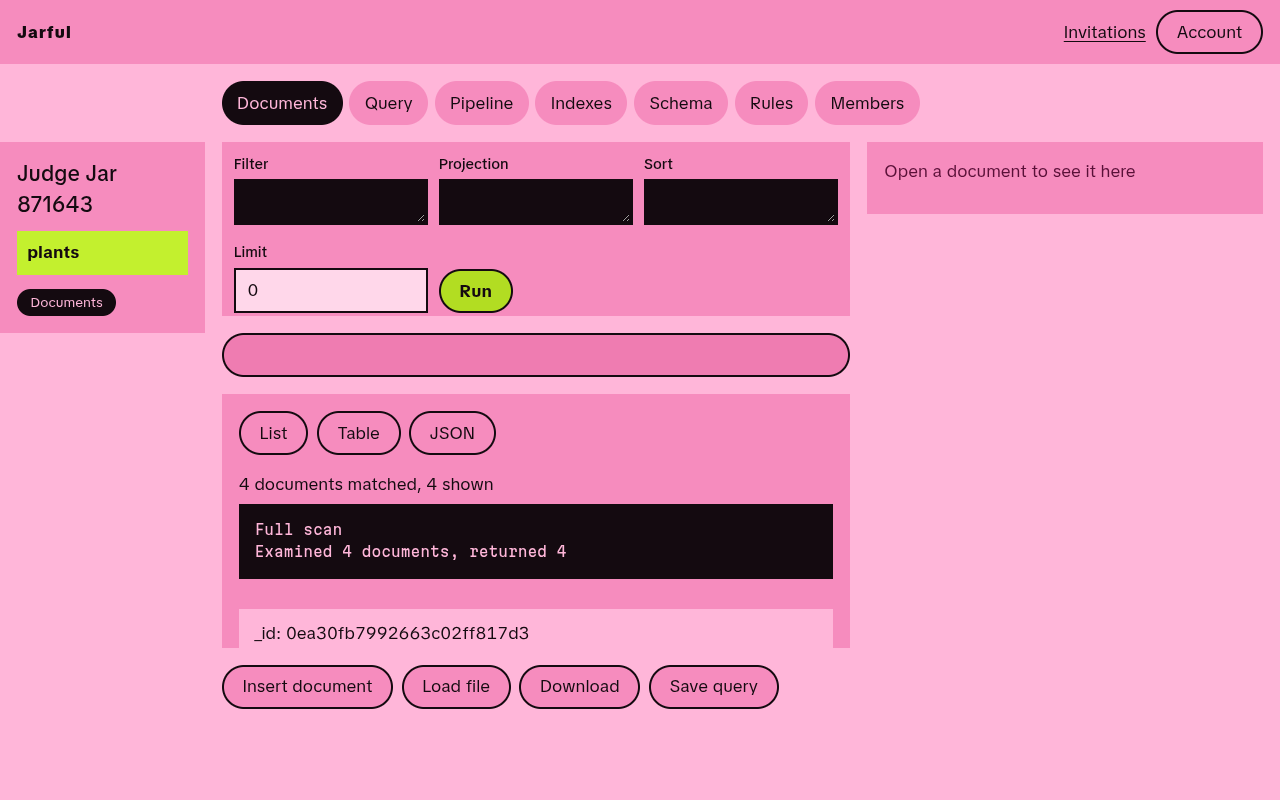 Jarful
Invitations
Account
Documents
Query
Pipeline
Indexes
Schema
Rules
Members
Judge Jar
871643
plants
Documents
Filter
Projection
Sort
Limit
0
Run
List
Table
JSON
4 documents matched, 4 shown
Full scan
Examined 4 documents, returned 4
_id: 0ea30fb7992663c02ff817d3
Insert document
Load file
Download
Save query
Open a document to see it here